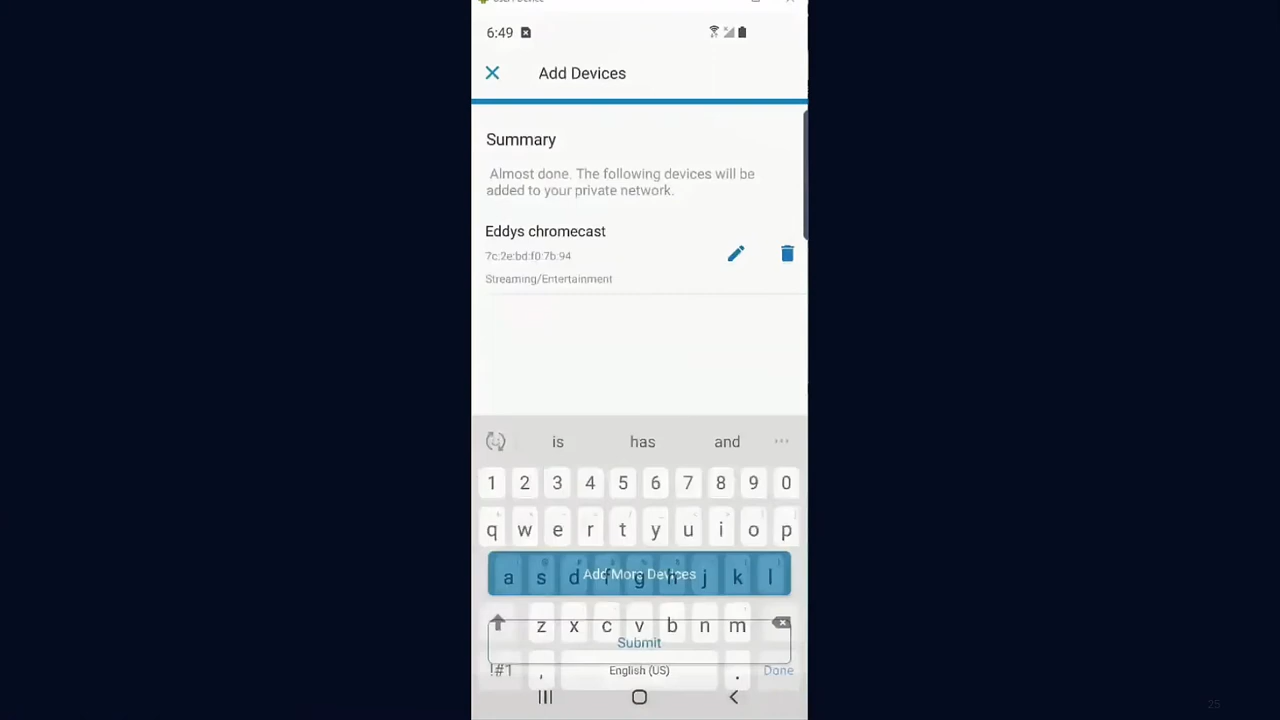 6:49
Add Devices
Summary
Almost done. The following devices will be
added to your private network.
Eddys chromecast
7c:2e:bd:f0:7b:94
Streaming/Entertainment
is has and
1 2 3 4 5 6 7 8 9 0
q w e r t y u i o p
a s d f g h j k l
Add More Devices
z x c v b n m
Submit
!#1 , English (US) . Done
25